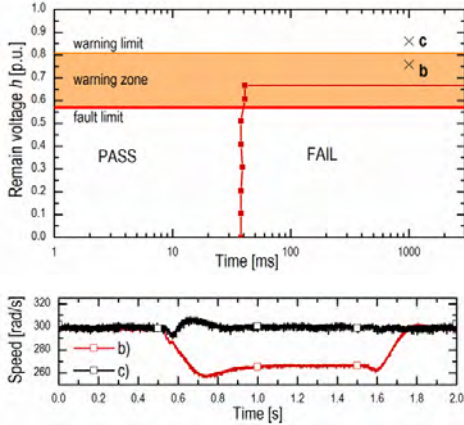 Remain voltage h [p.u.]
1.0
0.9
0.8
0.7
0.6
0.5
0.4
0.3
0.2
0.1
0.0
warning limit
c
warning zone
b
fault limit
PASS
FAIL
1
10
100
1000
Time [ms]
Speed [rad/s]
320
300
280
260
b)
c)
0.0
0.2
0.4
0.6
0.8
1.0
1.2
1.4
1.6
1.8
2.0
Time [s]